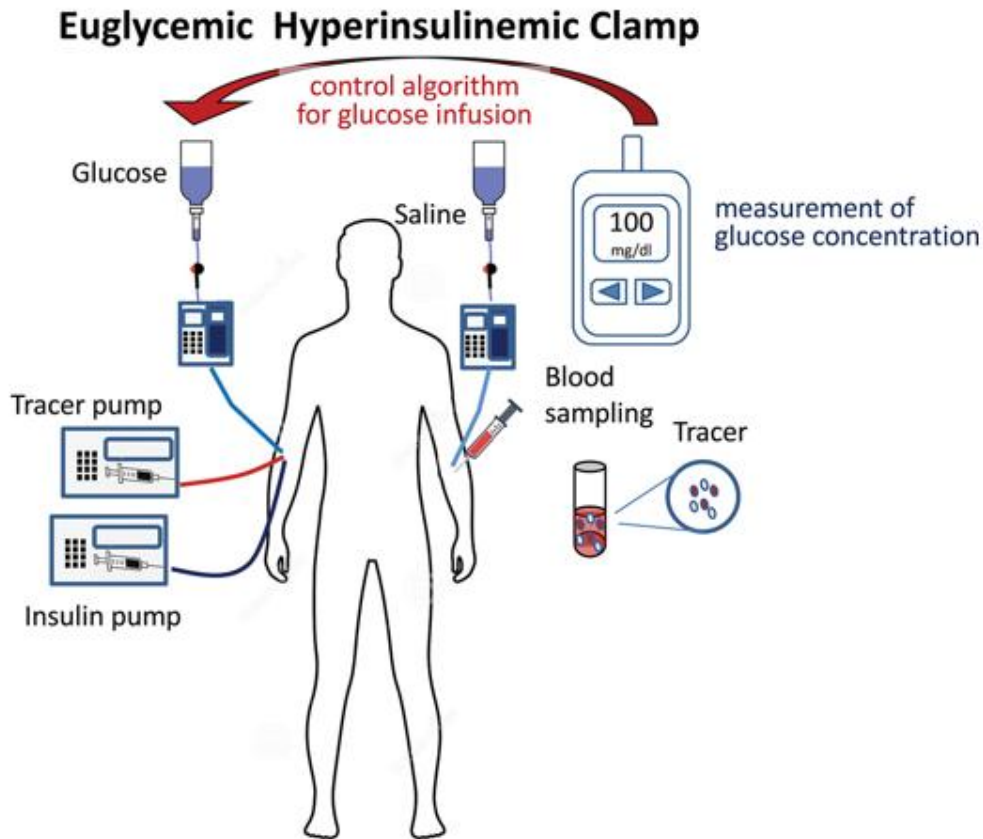 Euglycemic Hyperinsulinemic Clamp
control algorithm
for glucose infusion
Glucose
Saline
100
mg/dl
measurement of
glucose concentration
Blood
sampling
Tracer pump
Tracer
Insulin pump